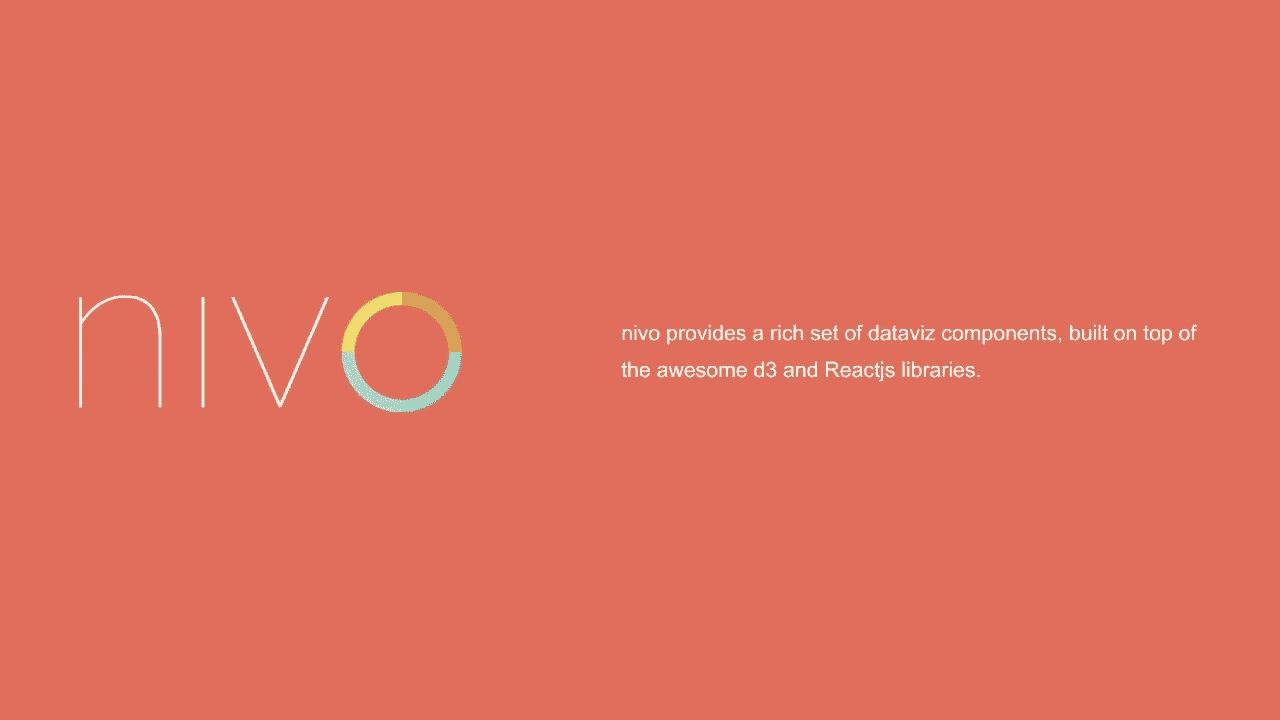 nivo
nivo provides a rich set of dataviz components, built on top of
the awesome d3 and Reactjs libraries.